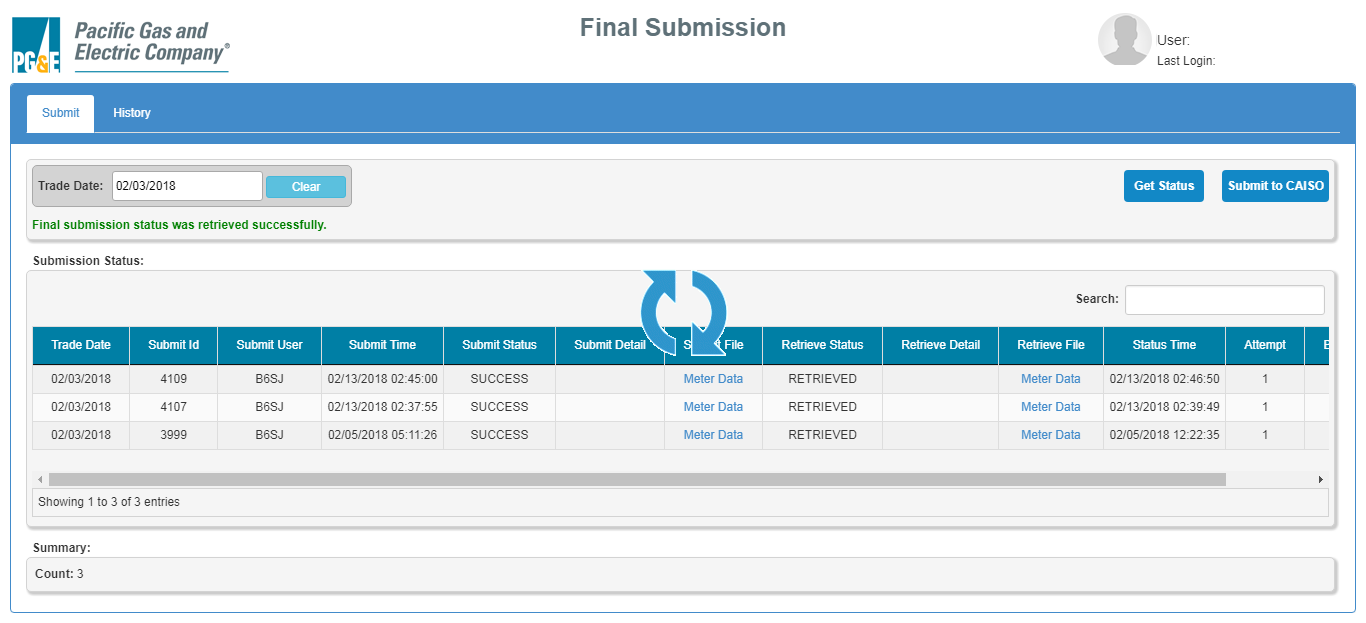 PG&E
Pacific Gas and
Electric Company®
Final Submission
User:
Last Login:
Submit History
Trade Date: 02/03/2018 Clear Get Status Submit to CAISO
Final submission status was retrieved successfully.
Submission Status:
Search:
Trade Date Submit Id Submit User Submit Time Submit Status Submit Detail File Retrieve Status Retrieve Detail Retrieve File Status Time Attempt
02/03/2018 4109 B6SJ 02/13/2018 02:45:00 SUCCESS Meter Data RETRIEVED Meter Data 02/13/2018 02:46:50 1
02/03/2018 4107 B6SJ 02/13/2018 02:37:55 SUCCESS Meter Data RETRIEVED Meter Data 02/13/2018 02:39:49 1
02/03/2018 3999 B6SJ 02/05/2018 05:11:26 SUCCESS Meter Data RETRIEVED Meter Data 02/05/2018 12:22:35 1
Showing 1 to 3 of 3 entries
Summary:
Count: 3